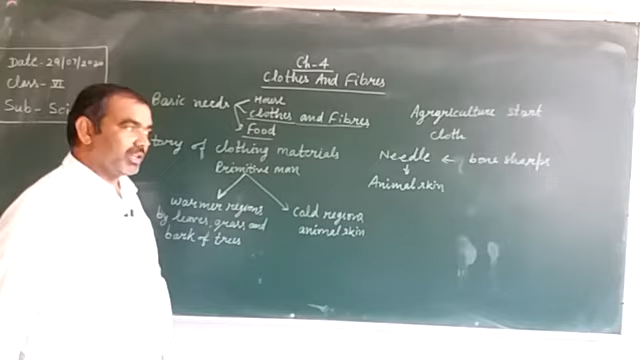 Date- 29/07/2020
Class- VI
Sub- Sci
Ch-4
Clothes And Fibres
Basic needs
House
Clothes and Fibres
Food
tory of clothing materials
Primitive man
warmer regions
by leaves, grass, and
bark of trees
Cold regions
animal skin
Agragriculture start
cloth
Needle ← bone sharps
Animal skin